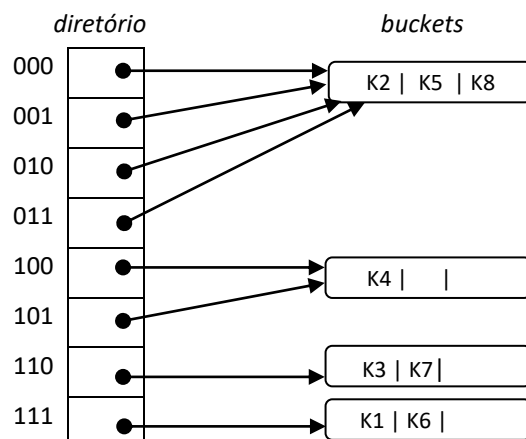 diretório buckets
000
K2 | K5 | K8
001
010
011
100
K4 | |
101
110
K3 | K7 |
111
K1 | K6 |